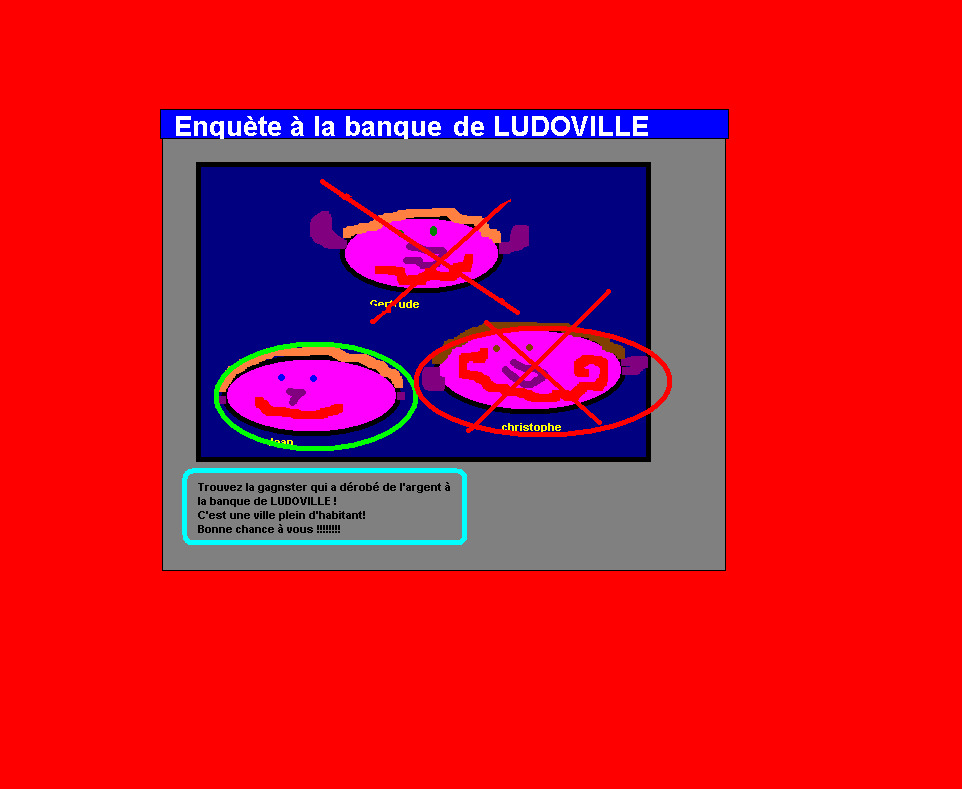 Enquète à la banque de LUDOVILLE
Gertrude
christophe
Trouvez la gagnster qui a dérobé de l'argent à
la banque de LUDOVILLE !
C'est une ville plein d'habitant!
Bonne chance à vous !!!!!!!!